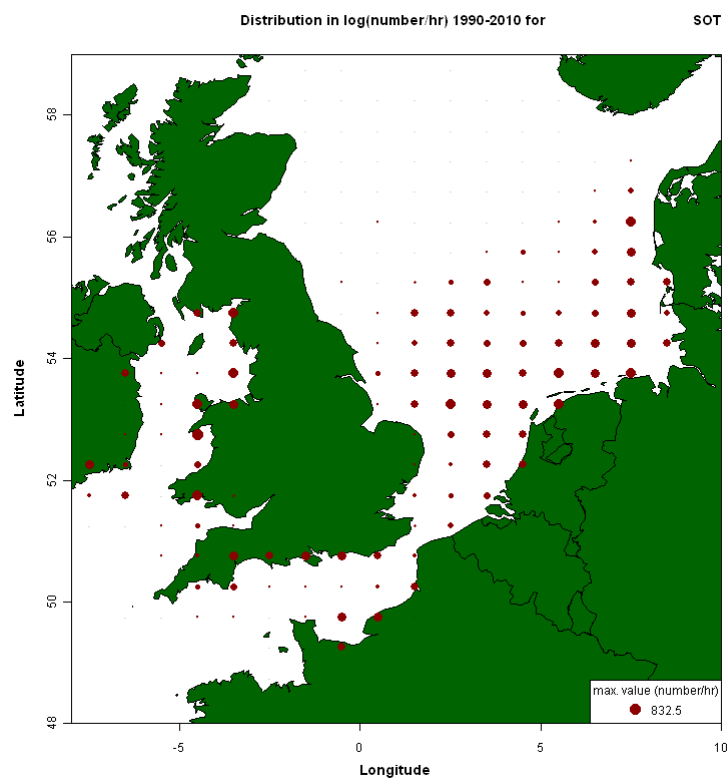 Distribution in log(number/hr) 1990-2010 for SOT
58
56
54
52
50
48
Latitude
-5 0 5 10
Longitude
max. value (number/hr)
832.5